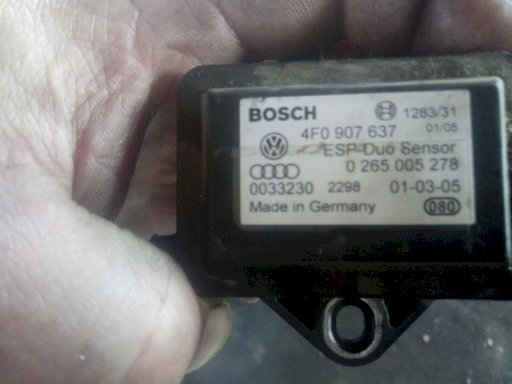 BOSCH 1283/31
4F0 907 637 01/05
ESP-Duo Sensor
0 265 005 278
0033230 2298 01-03-05
Made in Germany 080